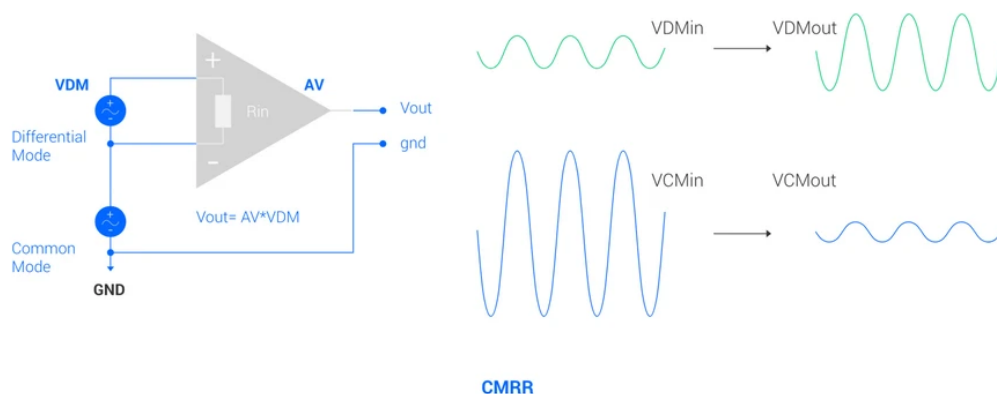 VDM
Differential
Mode
Common
Mode
GND
+
Rin
−
AV
Vout
gnd
Vout= AV*VDM
VDMin
VDMout
VCMin
VCMout
CMRR